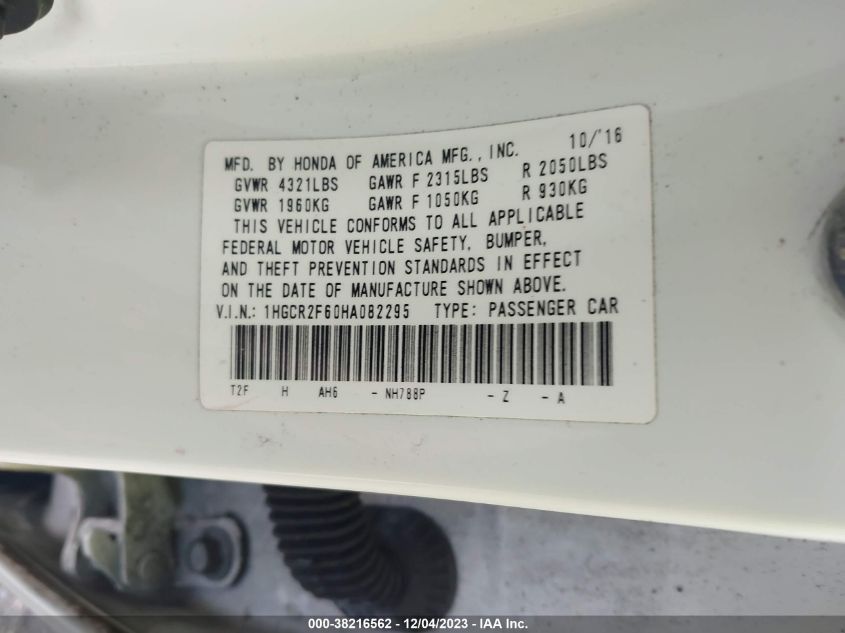 MFD. BY HONDA OF AMERICA MFG., INC. 10/'16
GVWR 4321LBS GAWR F 2315LBS R 2050LBS
GVWR 1960KG GAWR F 1050KG R 930KG
THIS VEHICLE CONFORMS TO ALL APPLICABLE
FEDERAL MOTOR VEHICLE SAFETY, BUMPER,
AND THEFT PREVENTION STANDARDS IN EFFECT
ON THE DATE OF MANUFACTURE SHOWN ABOVE.
V.I.N.: 1HGCR2F60HA082295 TYPE: PASSENGER CAR
T2F H AH6 - NH788P - Z - A
000-38216562 - 12/04/2023 - IAA Inc.